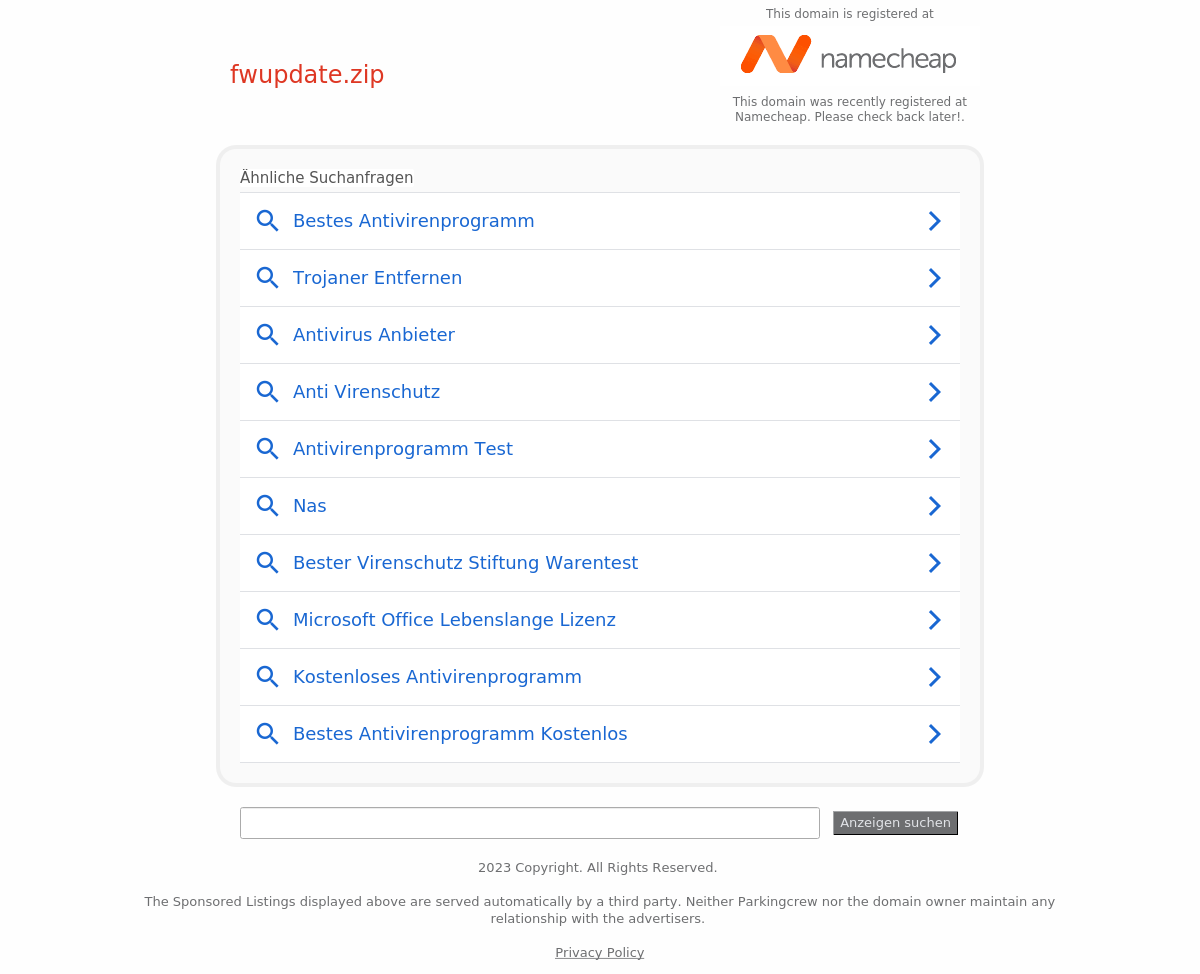 This domain is registered at
namecheap
fwupdate.zip
This domain was recently registered at
Namecheap. Please check back later!.
Ähnliche Suchanfragen
Bestes Antivirenprogramm
Trojaner Entfernen
Antivirus Anbieter
Anti Virenschutz
Antivirenprogramm Test
Nas
Bester Virenschutz Stiftung Warentest
Microsoft Office Lebenslange Lizenz
Kostenloses Antivirenprogramm
Bestes Antivirenprogramm Kostenlos
Anzeigen suchen
2023 Copyright. All Rights Reserved.
The Sponsored Listings displayed above are served automatically by a third party. Neither Parkingcrew nor the domain owner maintain any
relationship with the advertisers.
Privacy Policy